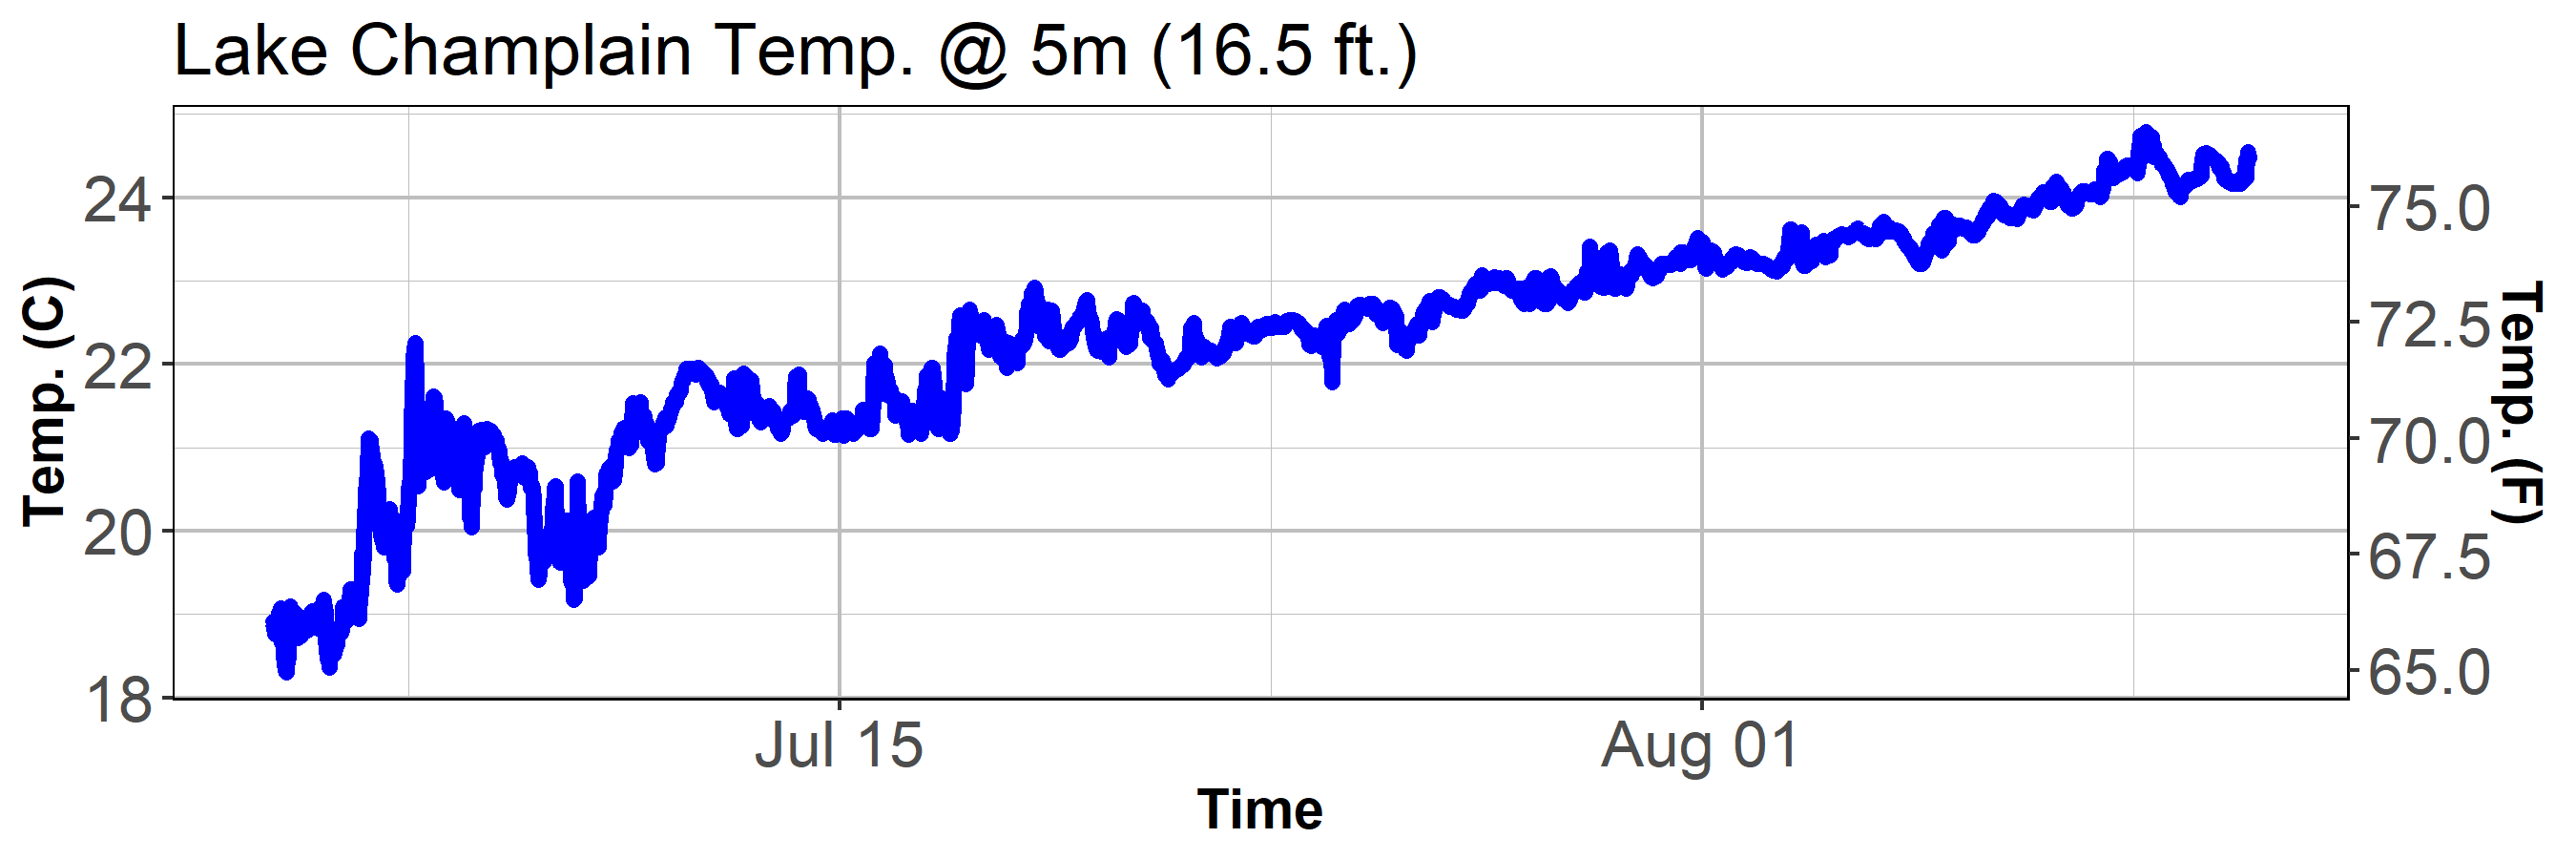 Lake Champlain Temp. @ 5m (16.5 ft.)
Temp. (C)
24
22
20
18
75.0
72.5
70.0
67.5
65.0
Temp. (F)
Jul 15
Aug 01
Time